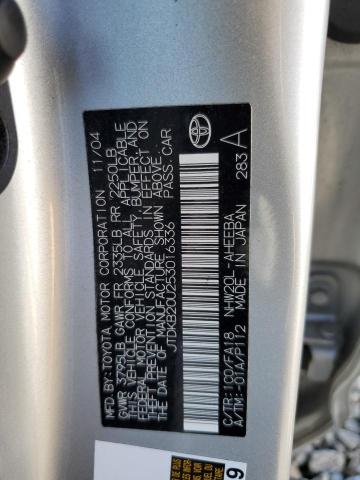 MFD.BY:TOYOTA MOTOR CORPORATION 11/04
GVWR 3795LB GAWR-FR 2335LB RR 2250LB
THIS VEHICLE CONFORMS TO ALL APPLICABLE
FEDERAL MOTOR VEHICLE SAFETY, BUMPER, AND
THEFT PREVENTION STANDARDS IN EFFECT ON
THE DATE OF MANUFACTURE SHOWN ABOVE.
JTDKB20U253016336 PASS.CAR
C/TR:1C0/FA18 NHW20L-AHEEBA
A/TM:-01A/P112 MADE IN JAPAN 283
A
TOYOTA
9